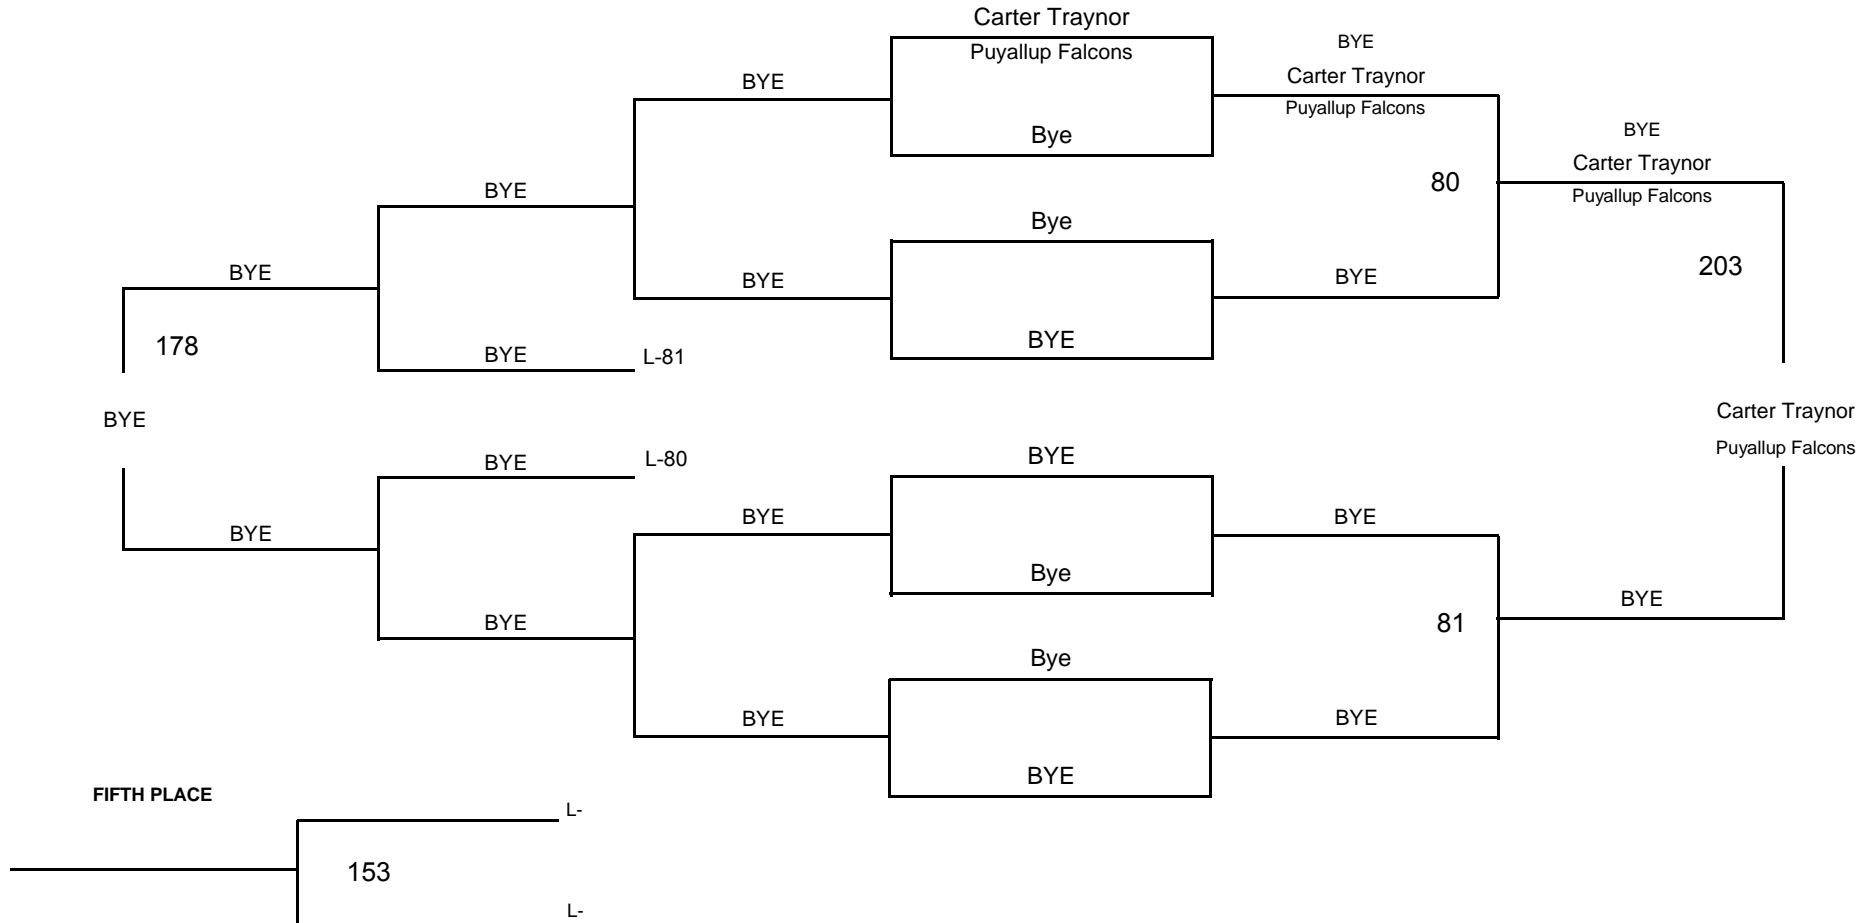 Carter Traynor
Puyallup Falcons
BYE
BYE
Carter Traynor
Puyallup Falcons
Bye
BYE
Carter Traynor
Puyallup Falcons
80
BYE
Bye
BYE
BYE
BYE
203
178
BYE
BYE
L-81
Carter Traynor
Puyallup Falcons
BYE
BYE
L-80
BYE
BYE
BYE
BYE
Bye
BYE
BYE
81
Bye
BYE
BYE
BYE
FIFTH PLACE
L-
153
L-